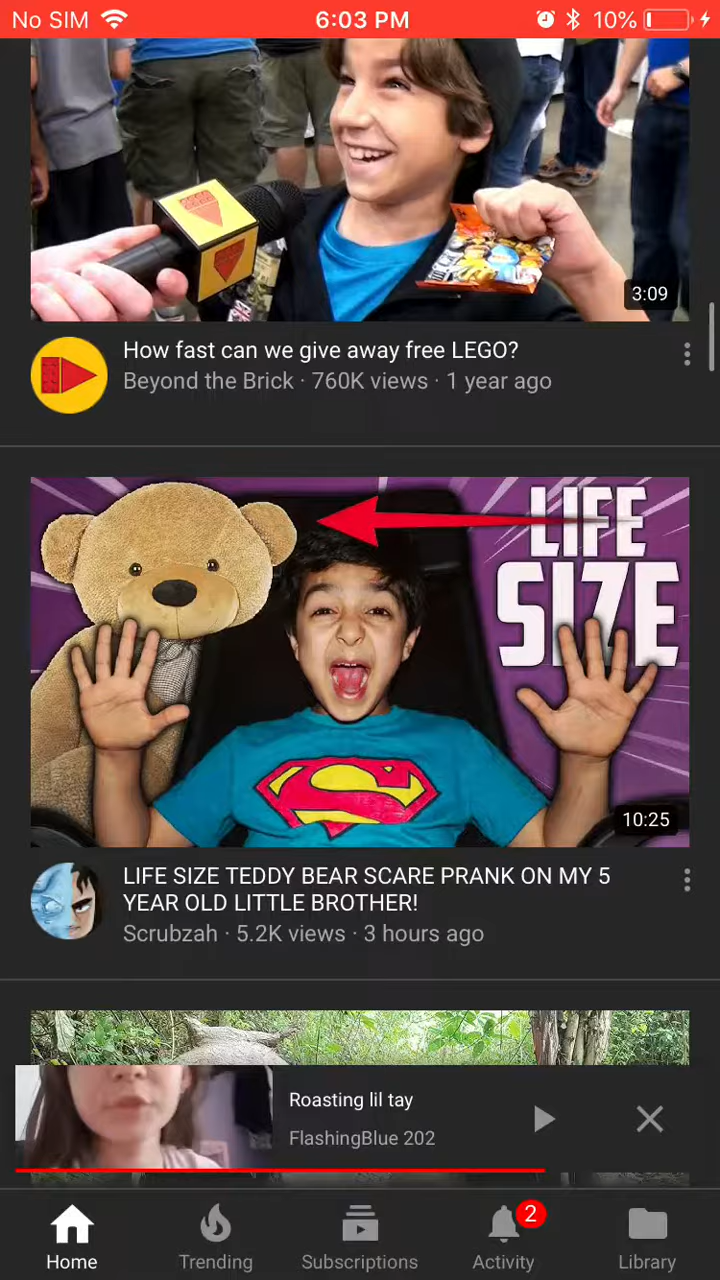 No SIM 6:03 PM 10%
3:09
How fast can we give away free LEGO?
Beyond the Brick · 760K views · 1 year ago
LIFE
SIZE
10:25
LIFE SIZE TEDDY BEAR SCARE PRANK ON MY 5
YEAR OLD LITTLE BROTHER!
Scrubzah · 5.2K views · 3 hours ago
Roasting lil tay
FlashingBlue 202
2
Home Trending Subscriptions Activity Library